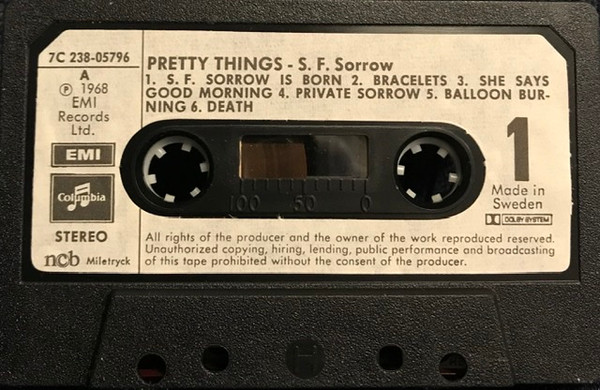 7C 238-05796
A
℗ 1968
EMI
Records
Ltd.
EMI
Columbia
STEREO
ncb Miletryck
PRETTY THINGS - S. F. Sorrow
1. S. F. SORROW IS BORN 2. BRACELETS 3. SHE SAYS
GOOD MORNING 4. PRIVATE SORROW 5. BALLOON BUR-
NING 6. DEATH
100 50 0
1
Made in
Sweden
DOLBY SYSTEM
All rights of the producer and the owner of the work reproduced reserved.
Unauthorized copying, hiring, lending, public performance and broadcasting
of this tape prohibited without the consent of the producer.